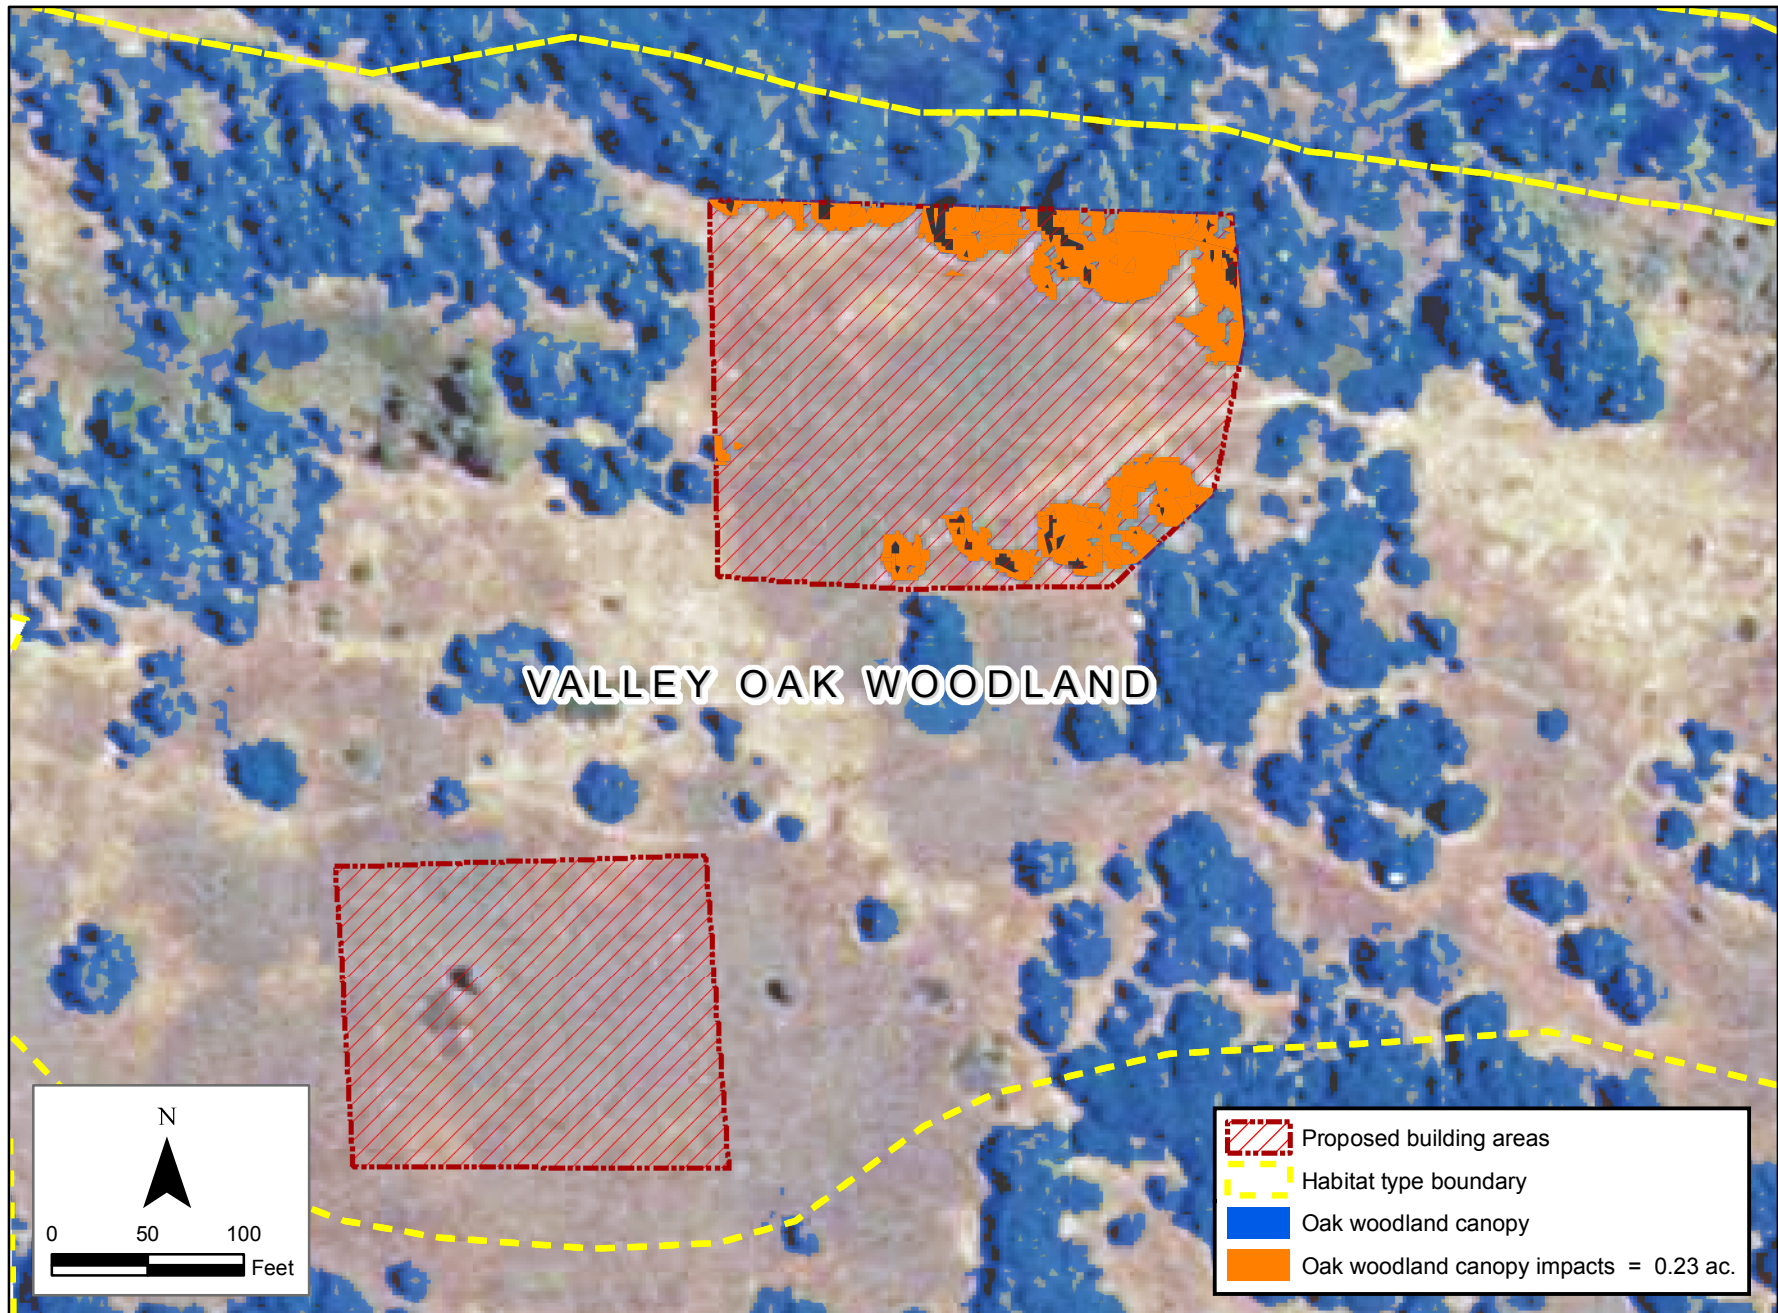 VALLEY OAK WOODLAND
N
0 50 100
Feet
Proposed building areas
Habitat type boundary
Oak woodland canopy
Oak woodland canopy impacts = 0.23 ac.